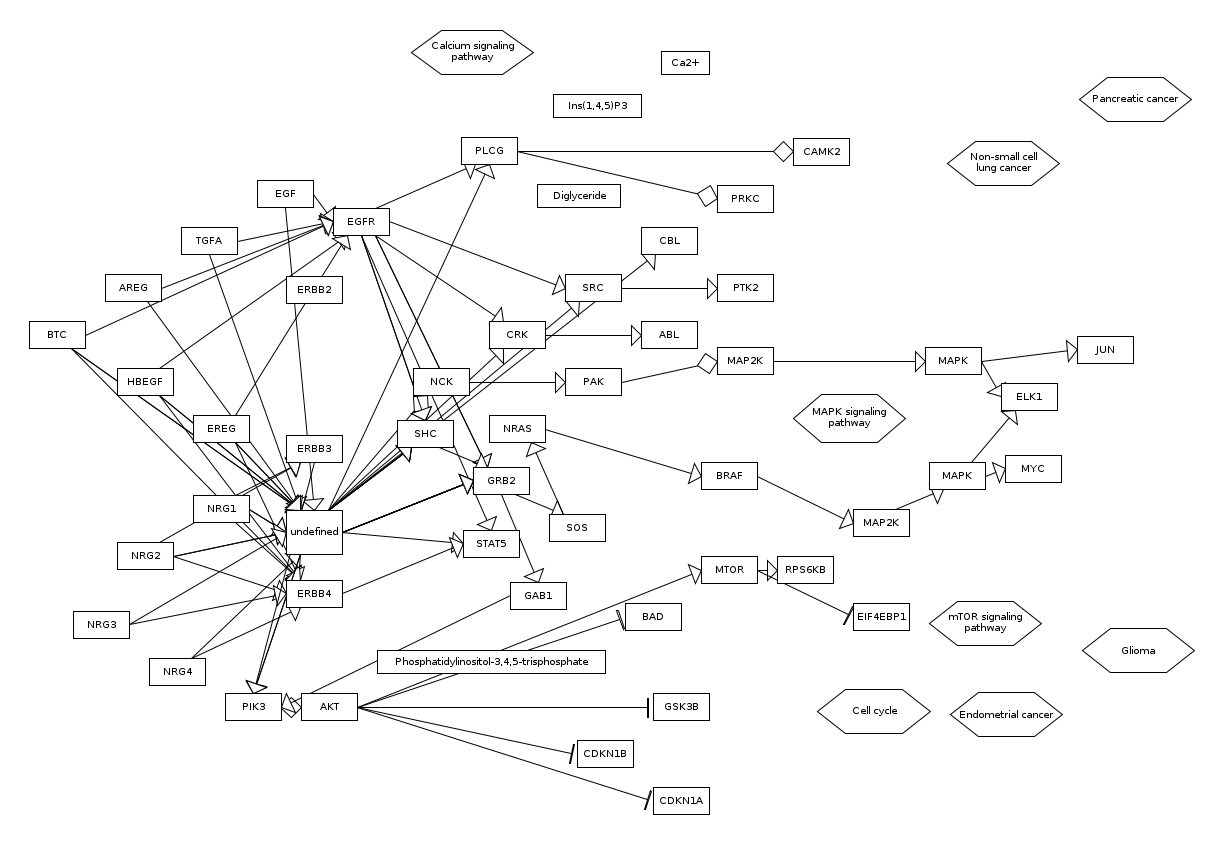 Calcium signaling
pathway
Ca2+
Ins(1,4,5)P3
Pancreatic cancer
PLCG
CAMK2
Non-small cell
lung cancer
EGF
Diglyceride
PRKC
EGFR
TGFA
CBL
AREG
ERBB2
SRC
PTK2
BTC
CRK
ABL
MAP2K
MAPK
JUN
HBEGF
NCK
PAK
ELK1
MAPK signaling
pathway
EREG
SHC
NRAS
ERBB3
GRB2
BRAF
MAPK
MYC
NRG1
undefined
SOS
MAP2K
NRG2
STAT5
MTOR
RPS6KB
ERBB4
GAB1
NRG3
BAD
EIF4EBP1
mTOR signaling
pathway
Glioma
NRG4
Phosphatidylinositol-3,4,5-trisphosphate
PIK3
AKT
GSK3B
Cell cycle
Endometrial cancer
CDKN1B
CDKN1A